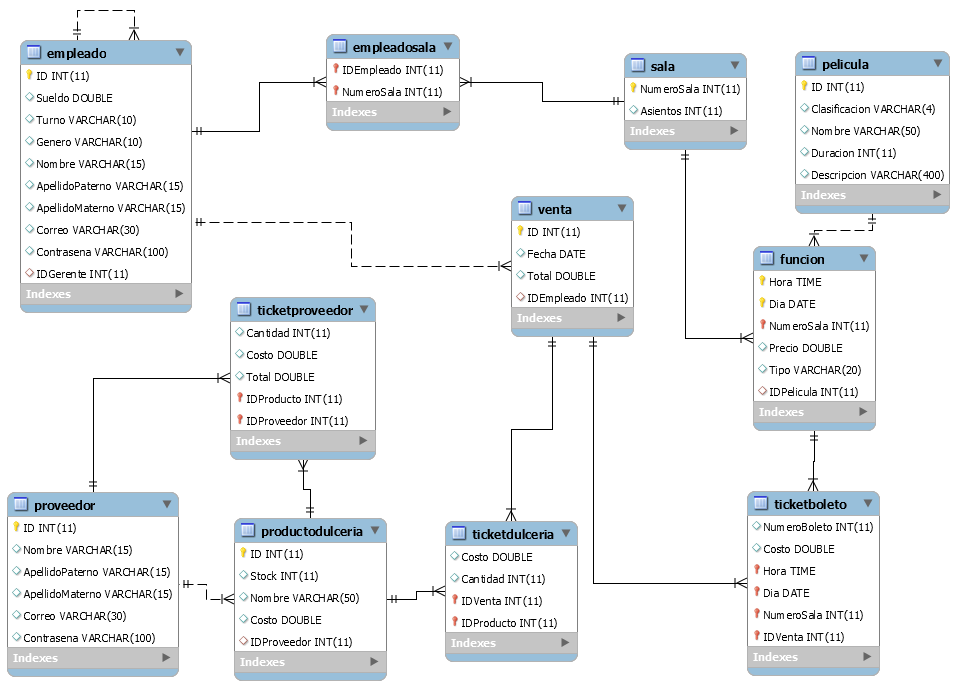 empleado
ID INT(11)
Sueldo DOUBLE
Turno VARCHAR(10)
Genero VARCHAR(10)
Nombre VARCHAR(15)
ApellidoPaterno VARCHAR(15)
ApellidoMaterno VARCHAR(15)
Correo VARCHAR(30)
Contrasena VARCHAR(100)
IDGerente INT(11)
Indexes
empleadosala
IDEmpleado INT(11)
NumeroSala INT(11)
Indexes
sala
NumeroSala INT(11)
Asientos INT(11)
Indexes
pelicula
ID INT(11)
Clasificacion VARCHAR(4)
Nombre VARCHAR(50)
Duracion INT(11)
Descripcion VARCHAR(400)
Indexes
venta
ID INT(11)
Fecha DATE
Total DOUBLE
IDEmpleado INT(11)
Indexes
funcion
Hora TIME
Dia DATE
NumeroSala INT(11)
Precio DOUBLE
Tipo VARCHAR(20)
IDPelicula INT(11)
Indexes
ticketproveedor
Cantidad INT(11)
Costo DOUBLE
Total DOUBLE
IDProducto INT(11)
IDProveedor INT(11)
Indexes
proveedor
ID INT(11)
Nombre VARCHAR(15)
ApellidoPaterno VARCHAR(15)
ApellidoMaterno VARCHAR(15)
Correo VARCHAR(30)
Contrasena VARCHAR(100)
Indexes
productodulceria
ID INT(11)
Stock INT(11)
Nombre VARCHAR(50)
Costo DOUBLE
IDProveedor INT(11)
Indexes
ticketdulceria
Costo DOUBLE
Cantidad INT(11)
IDVenta INT(11)
IDProducto INT(11)
Indexes
ticketboleto
NumeroBoleto INT(11)
Costo DOUBLE
Hora TIME
Dia DATE
NumeroSala INT(11)
IDVenta INT(11)
Indexes